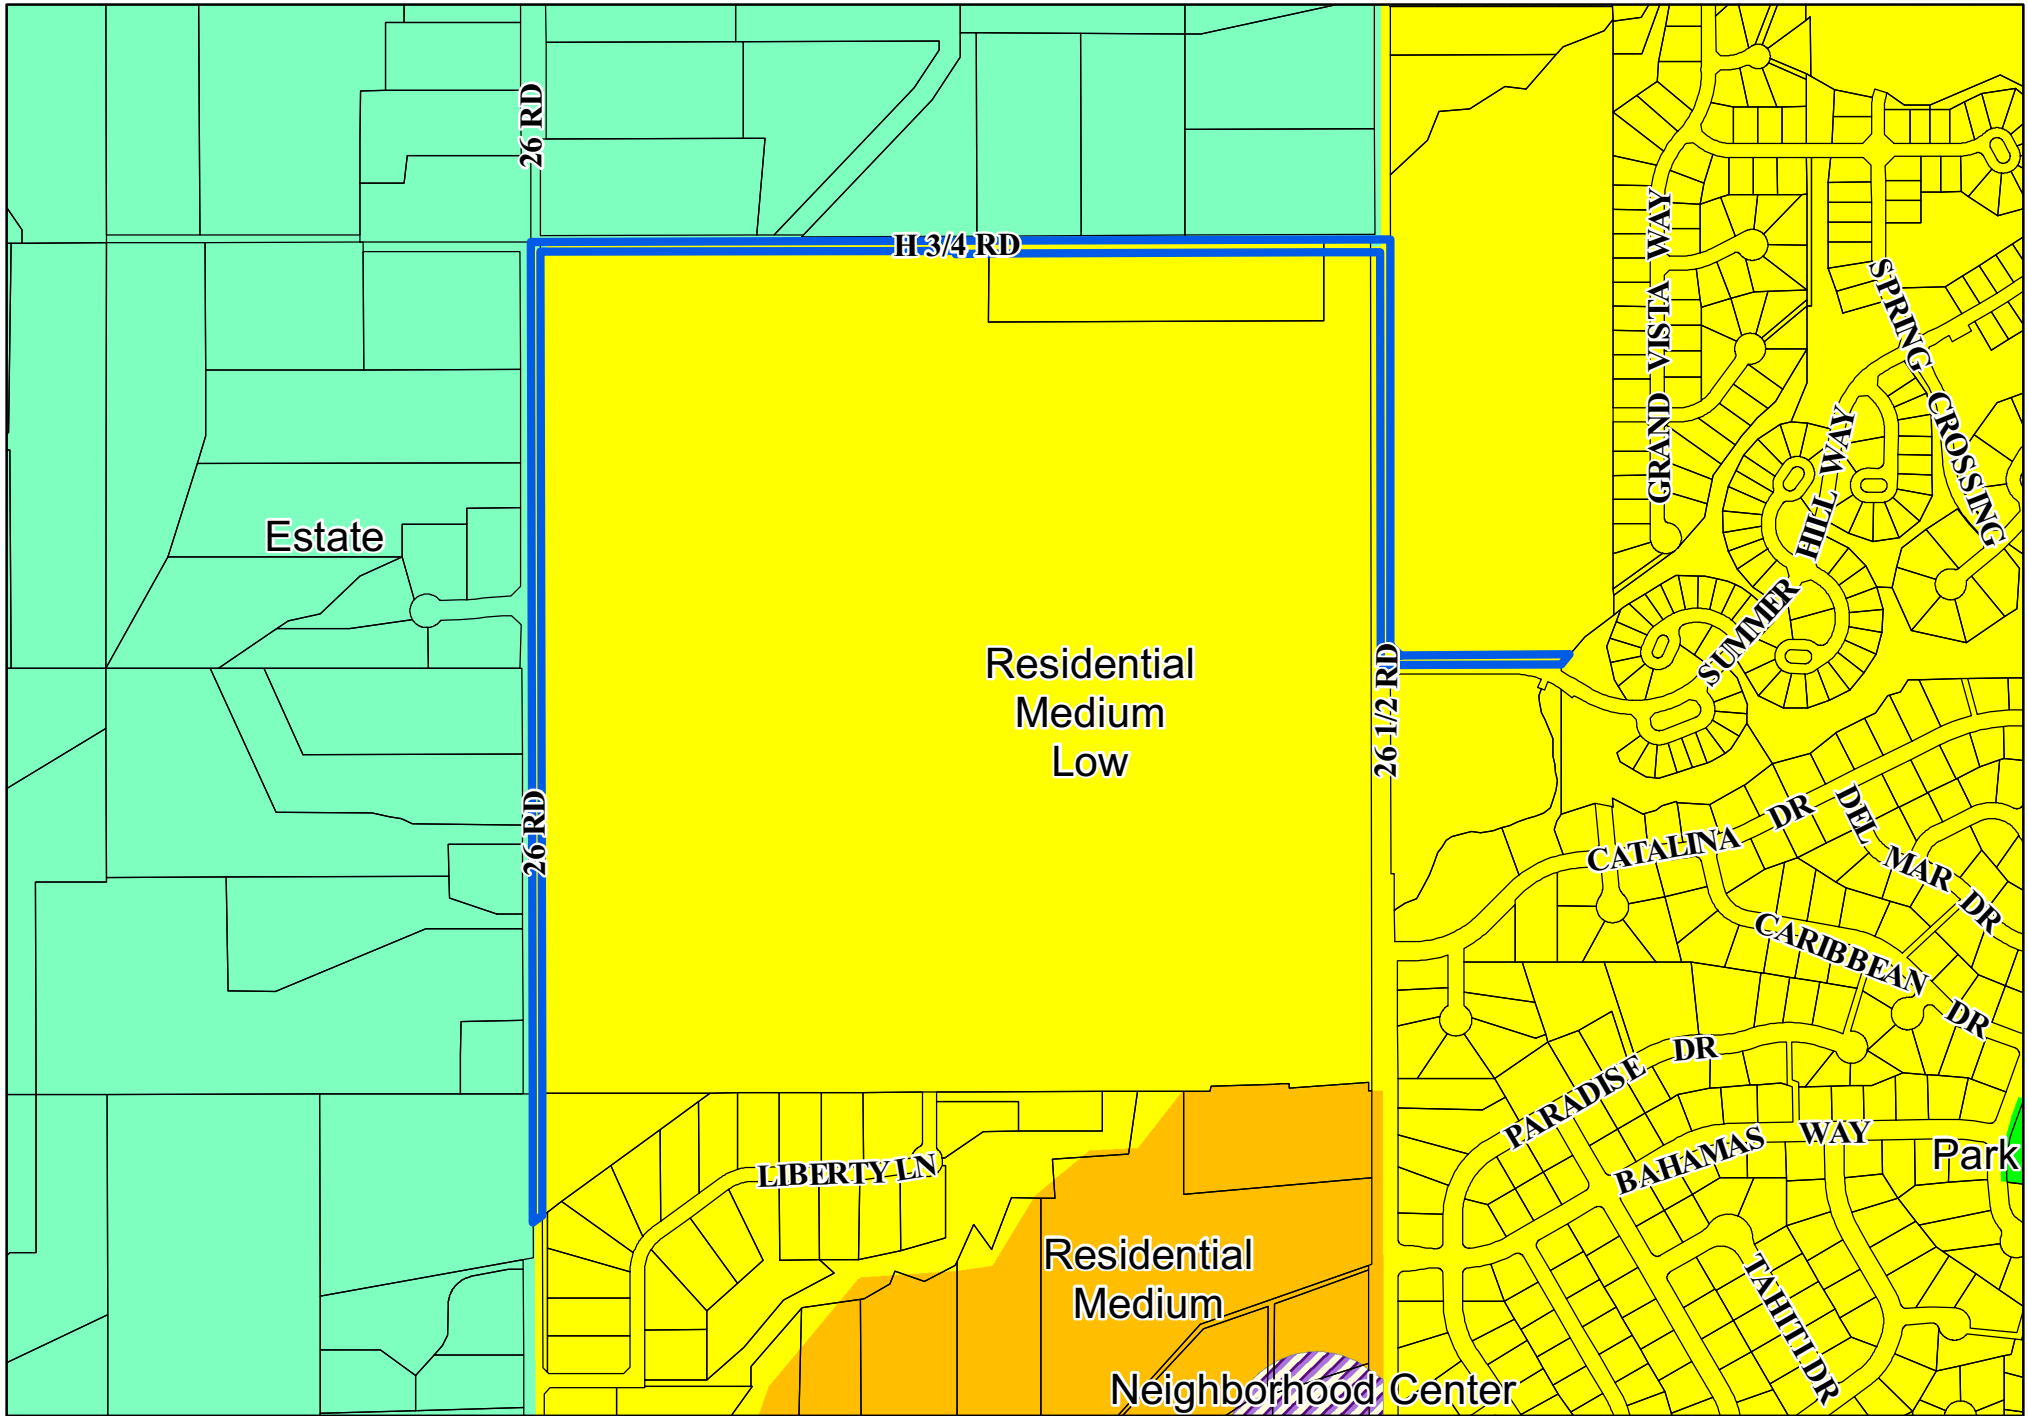 26 RD
H 3/4 RD
GRAND VISTA WAY
SPRING CROSSING
Estate
SUMMER HILL WAY
Residential
Medium
Low
26 1/2 RD
26 RD
CATALINA DR
DEL MAR DR
CARIBBEAN DR
PARADISE DR
BAHAMAS WAY
Park
LIBERTY LN
Residential
Medium
TAHITI DR
Neighborhood Center